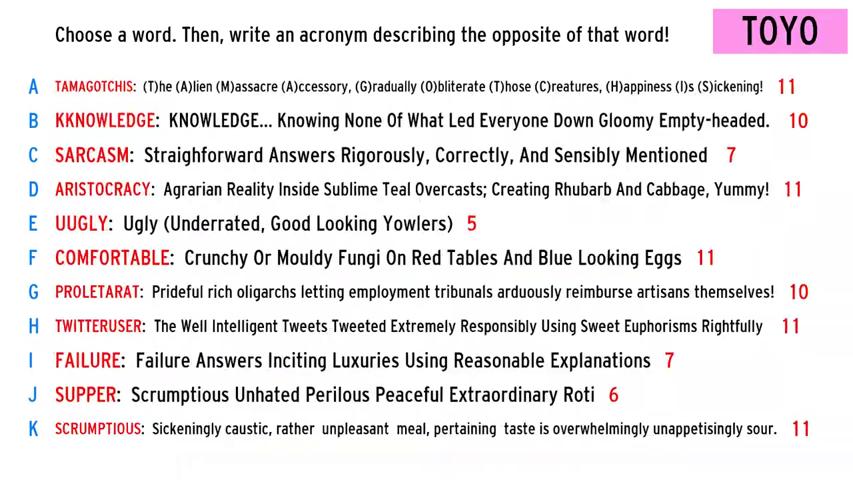 Choose a word. Then, write an acronym describing the opposite of that word!
TOYO
A TAMAGOTCHIS: (T)he (A)lien (M)assacre (A)ccessory, (G)radually (O)bliterate (T)hose (C)reatures, (H)appiness (I)s (S)ickening! 11
B KKNOWLEDGE: KNOWLEDGE... Knowing None Of What Led Everyone Down Gloomy Empty-headed. 10
C SARCASM: Straighforward Answers Rigorously, Correctly, And Sensibly Mentioned 7
D ARISTOCRACY: Agrarian Reality Inside Sublime Teal Overcasts; Creating Rhubarb And Cabbage, Yummy! 11
E UUGLY: Ugly (Underrated, Good Looking Yowlers) 5
F COMFORTABLE: Crunchy Or Mouldy Fungi On Red Tables And Blue Looking Eggs 11
G PROLETARAT: Prideful rich oligarchs letting employment tribunals arduously reimburse artisans themselves! 10
H TWITTERUSER: The Well Intelligent Tweets Tweeted Extremely Responsibly Using Sweet Euphorisms Rightfully 11
I FAILURE: Failure Answers Inciting Luxuries Using Reasonable Explanations 7
J SUPPER: Scrumptious Unhated Perilous Peaceful Extraordinary Roti 6
K SCRUMPTIOUS: Sickeningly caustic, rather unpleasant meal, pertaining taste is overwhelmingly unappetisingly sour. 11